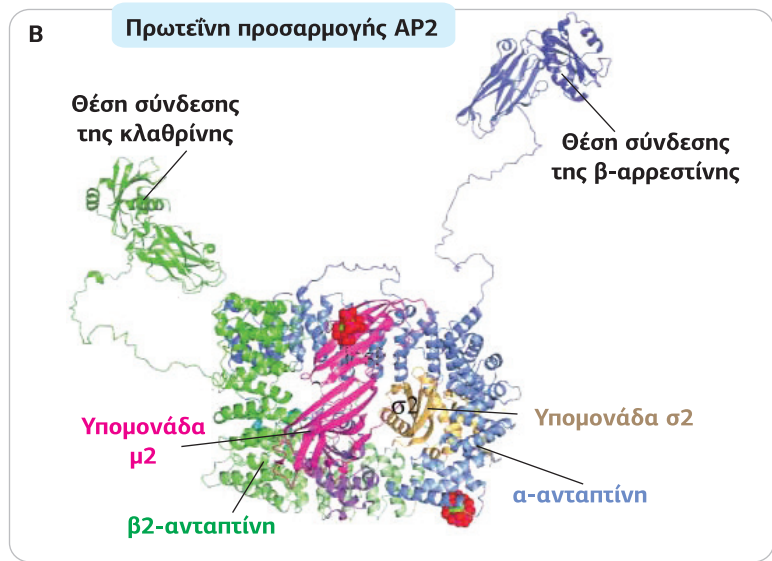 B
Πρωτεΐνη προσαρμογής AP2
Θέση σύνδεσης
της κλαθρίνης
Θέση σύνδεσης
της β-αρρεστίνης
σ2
Υπομονάδα
μ2
Υπομονάδα σ2
α-ανταπτίνη
β2-ανταπτίνη